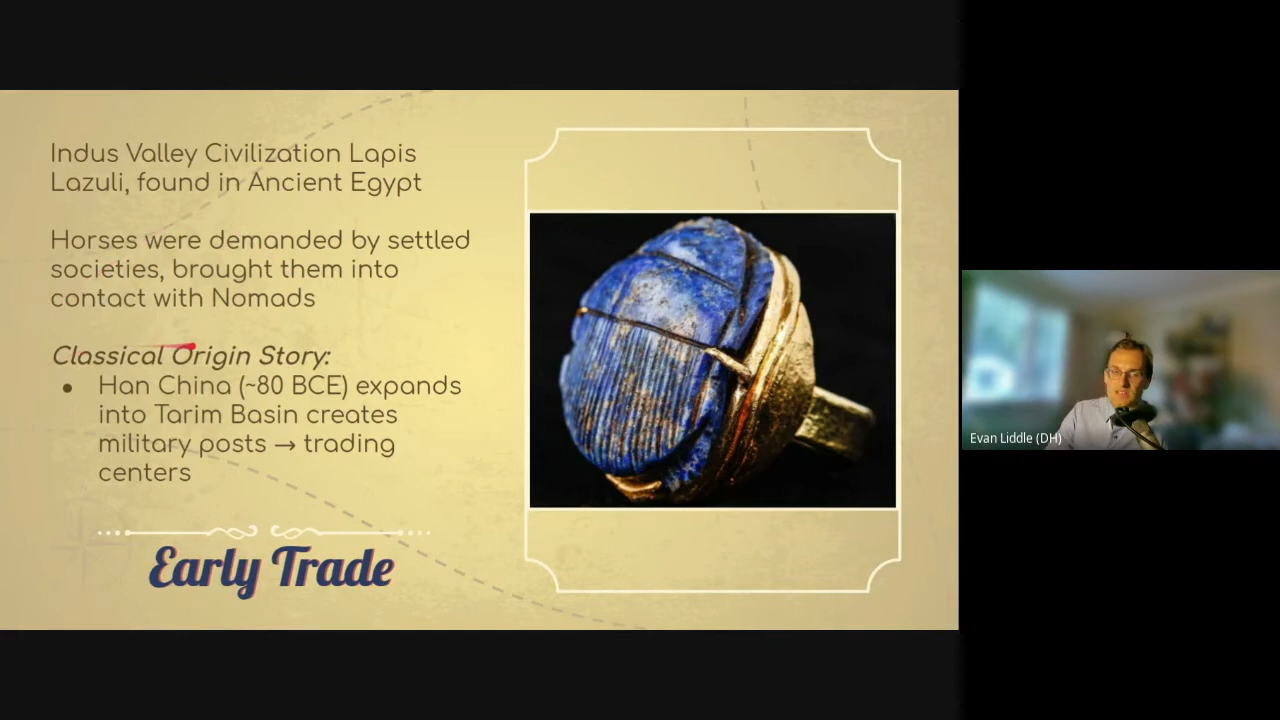 Indus Valley Civilization Lapis
Lazuli, found in Ancient Egypt
Horses were demanded by settled
societies, brought them into
contact with Nomads
Classical Origin Story:
● Han China (~80 BCE) expands
into Tarim Basin creates
military posts → trading
centers
Early Trade
Evan Liddle (DH)